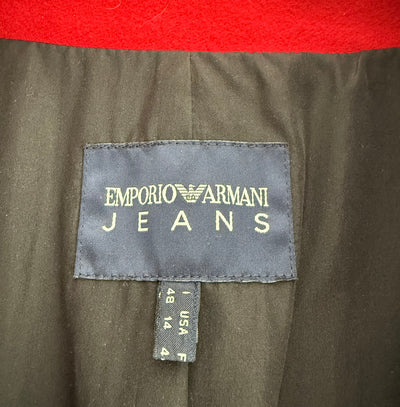 EMPORIO ARMANI
JEANS
I USA F
48 14 4